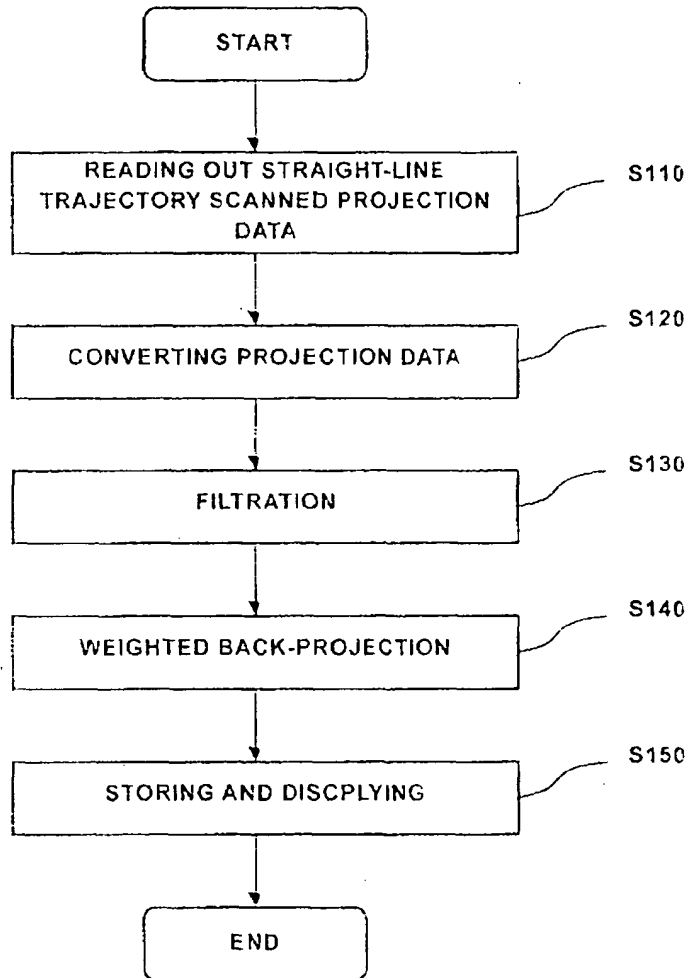 START
READING OUT STRAIGHT-LINE
TRAJECTORY SCANNED PROJECTION
DATA
S110
CONVERTING PROJECTION DATA
S120
FILTRATION
S130
WEIGHTED BACK-PROJECTION
S140
STORING AND DISCPLYING
S150
END